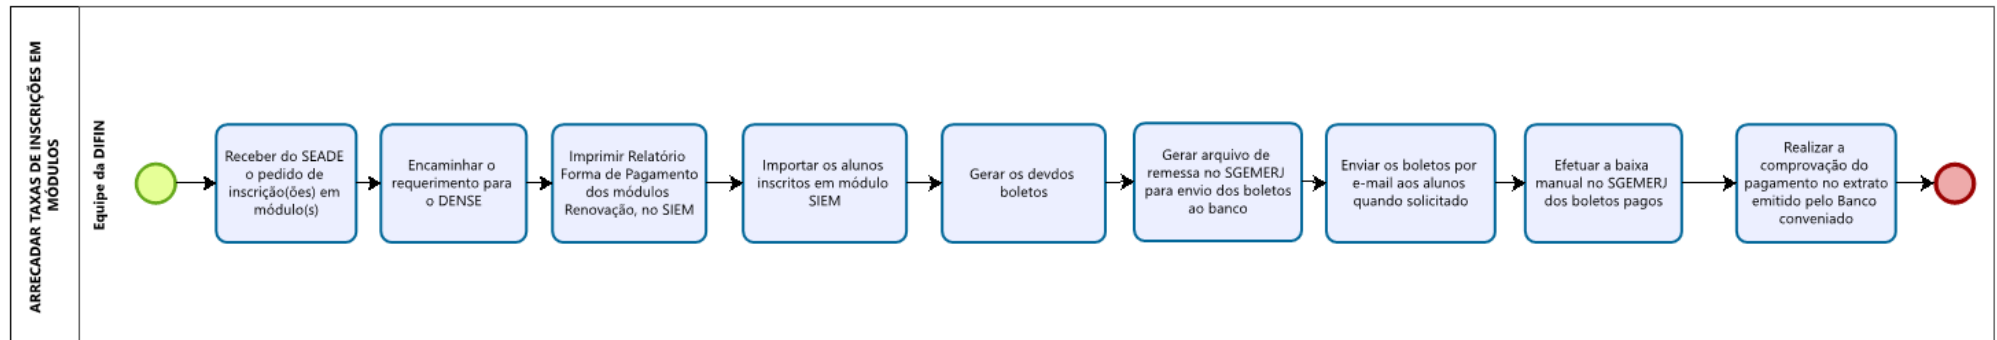 ARRECADAR TAXAS DE INSCRIÇÕES EM
MÓDULOS
Equipe da DIFIN
Receber do SEADE
o pedido de
inscrição(ões) em
módulo(s)
Encaminhar o
requerimento para
o DENSE
Imprimir Relatório
Forma de Pagamento
dos módulos
Renovação, no SIEM
Importar os alunos
inscritos em módulo
SIEM
Gerar os devdos
boletos
Gerar arquivo de
remessa no SGEMERJ
para envio dos boletos
ao banco
Enviar os boletos por
e-mail aos alunos
quando solicitado
Efetuar a baixa
manual no SGEMERJ
dos boletos pagos
Realizar a
comprovação do
pagamento no extrato
emitido pelo Banco
conveniado